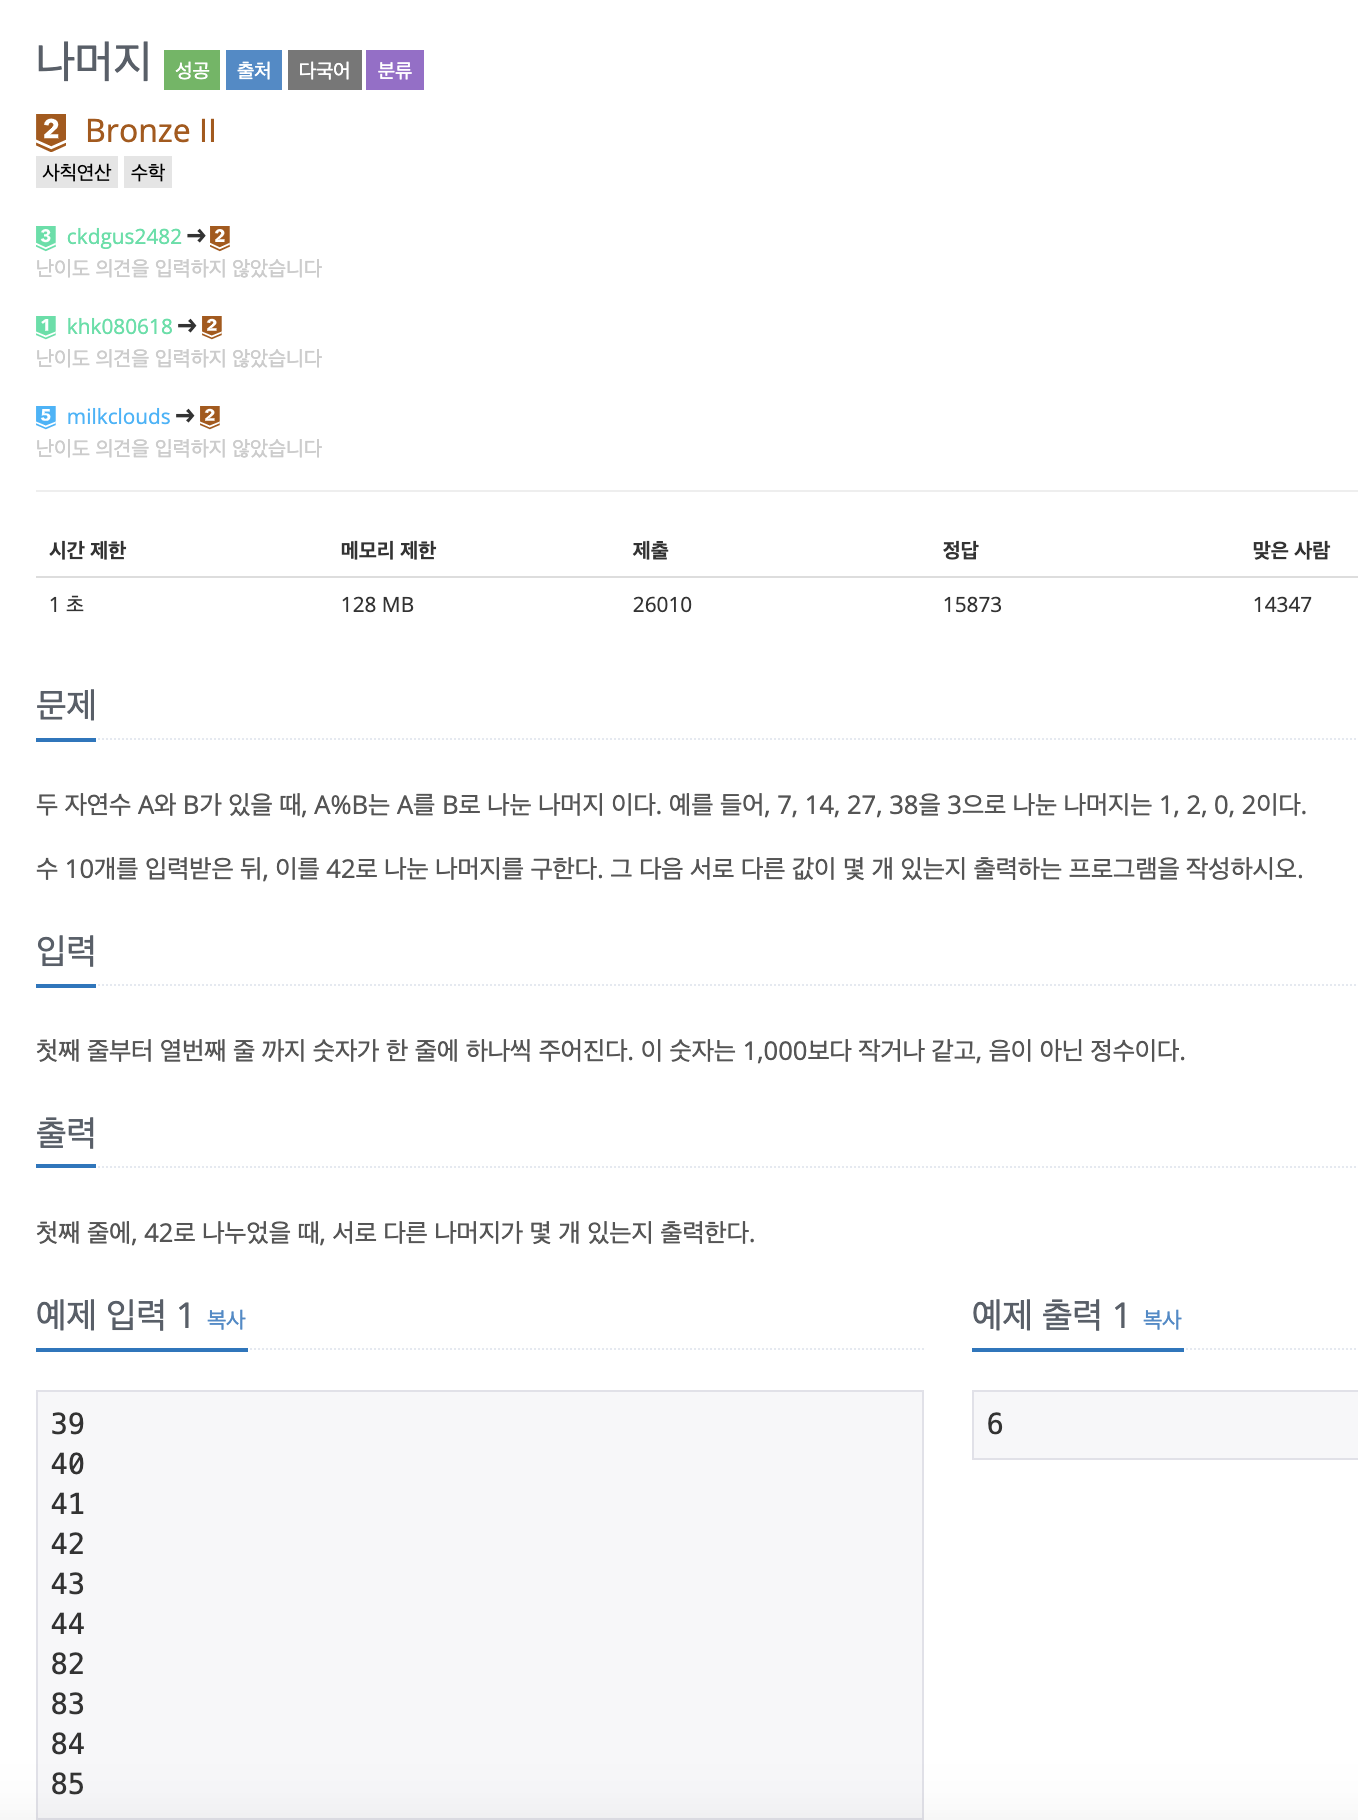 나머지 성공 출처 다국어 분류
2 Bronze II
사칙연산 수학
3 ckdgus2482 → 2
난이도 의견을 입력하지 않았습니다
1 khk080618 → 2
난이도 의견을 입력하지 않았습니다
5 milkclouds → 2
난이도 의견을 입력하지 않았습니다
시간 제한 메모리 제한 제출 정답 맞은 사람
1 초 128 MB 26010 15873 14347
문제
두 자연수 A와 B가 있을 때, A%B는 A를 B로 나눈 나머지 이다. 예를 들어, 7, 14, 27, 38을 3으로 나눈 나머지는 1, 2, 0, 2이다.
수 10개를 입력받은 뒤, 이를 42로 나눈 나머지를 구한다. 그 다음 서로 다른 값이 몇 개 있는지 출력하는 프로그램을 작성하시오.
입력
첫째 줄부터 열번째 줄 까지 숫자가 한 줄에 하나씩 주어진다. 이 숫자는 1,000보다 작거나 같고, 음이 아닌 정수이다.
출력
첫째 줄에, 42로 나누었을 때, 서로 다른 나머지가 몇 개 있는지 출력한다.
예제 입력 1 복사
39
40
41
42
43
44
82
83
84
85
예제 출력 1 복사
6